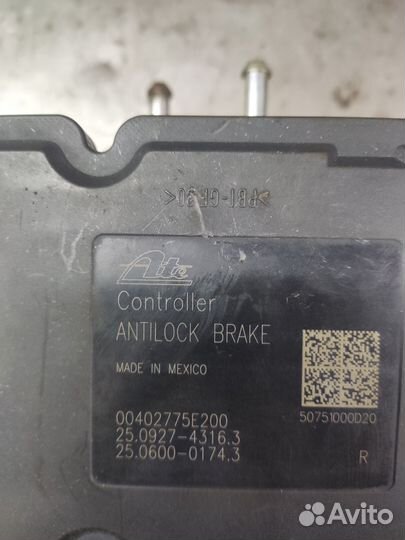 >PBT-GF30<
Ate
Controller
ANTILOCK BRAKE
MADE IN MEXICO
00402775E200
50751000D20
25.0927-4316.3
25.0600-0174.3
R
Avito